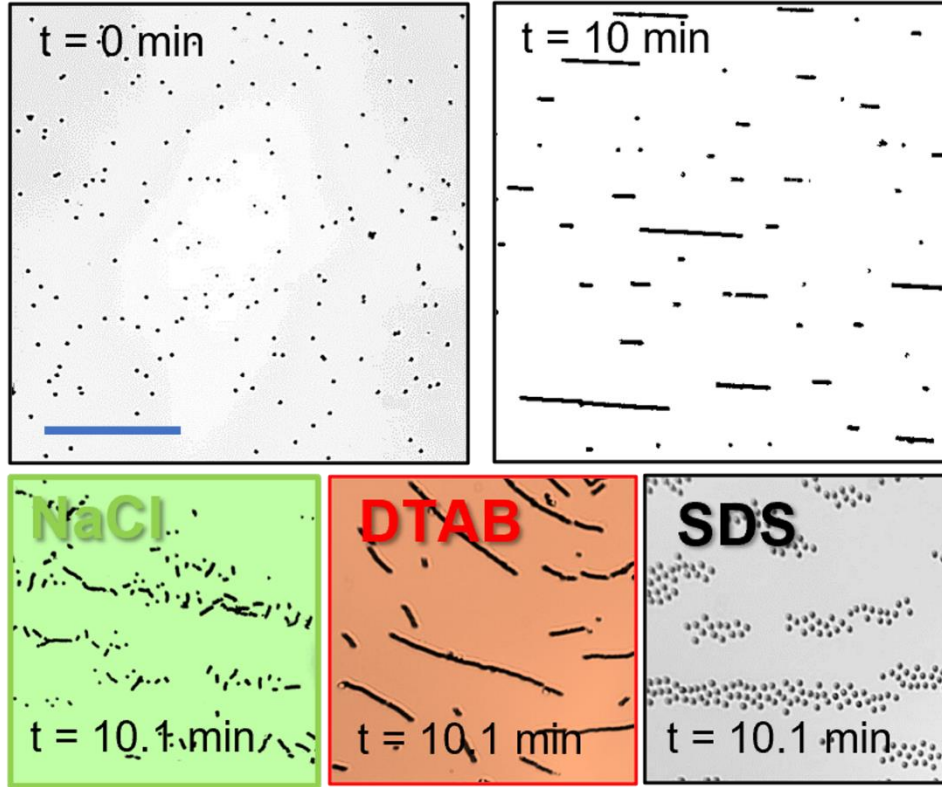 t = 0 min
t = 10 min
NaCl
t = 10.1 min
DTAB
t = 10.1 min
SDS
t = 10.1 min